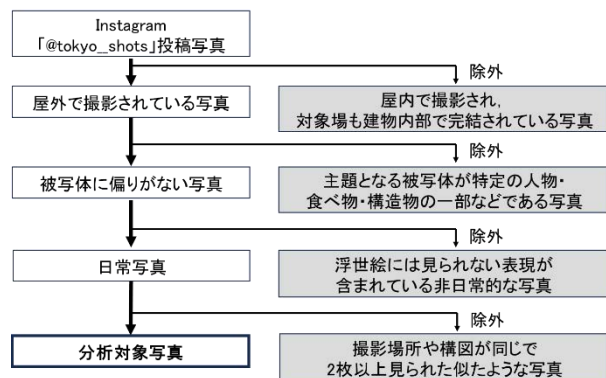 Instagram
「@tokyo__shots」投稿写真
除外
屋外で撮影されている写真
屋内で撮影され,
対象場も建物内部で完結されている写真
除外
被写体に偏りがない写真
主題となる被写体が特定の人物・
食べ物・構造物の一部などである写真
除外
日常写真
浮世絵には見られない表現が
含まれている非日常的な写真
除外
分析対象写真
撮影場所や構図が同じで
2枚以上見られた似たような写真